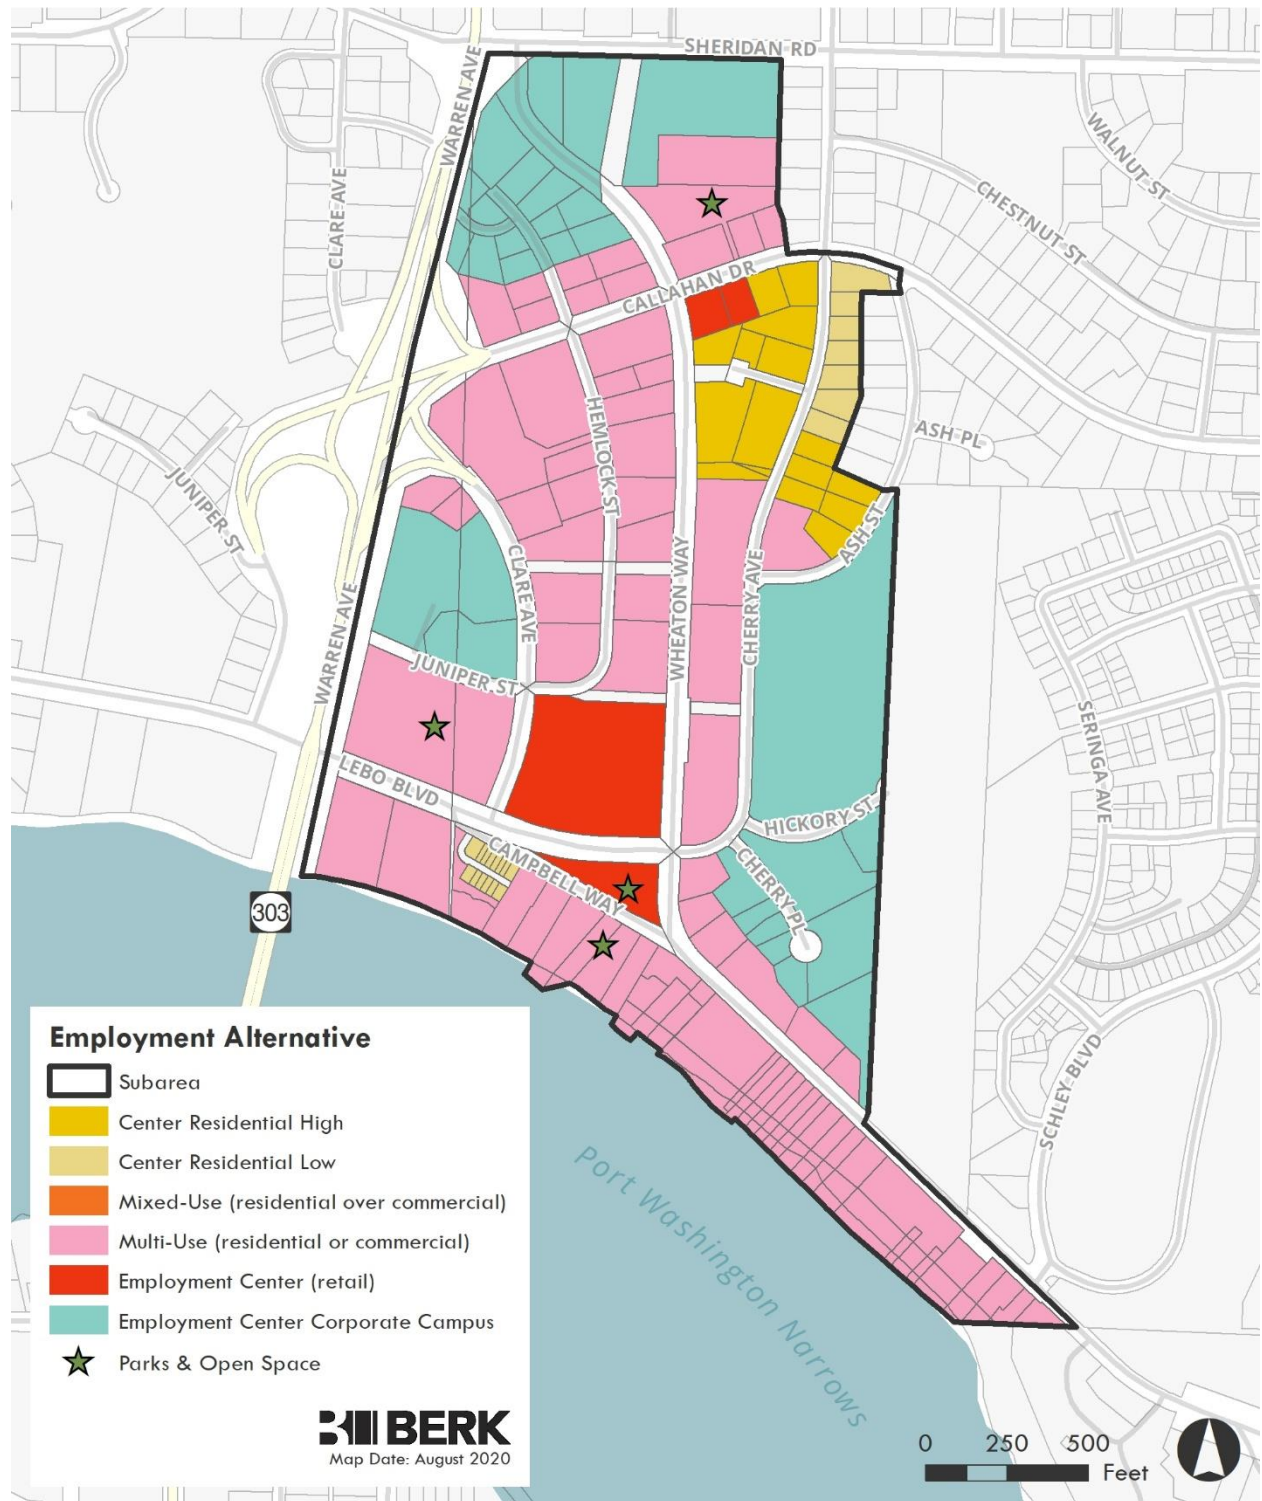 SHERIDAN RD
WARREN AVE
WARREN AVE
CLARE AVE
WALNUT ST
CHESTNUT ST
CALLAHAN DR
HEMLOCK ST
ASH PL
JUNIPER ST
ASH ST
CLARE AVE
WHEATON WAY
CHERRY AVE
WARREN AVE
JUNIPER ST
SERINGA AVE
LEBO BLVD
HICKORY ST
CAMPBELL WAY
CHERRY PL
303
SCHLEY BLVD
Port Washington Narrows
Employment Alternative
Subarea
Center Residential High
Center Residential Low
Mixed-Use (residential over commercial)
Multi-Use (residential or commercial)
Employment Center (retail)
Employment Center Corporate Campus
Parks & Open Space
BERK
Map Date: August 2020
0 250 500
Feet